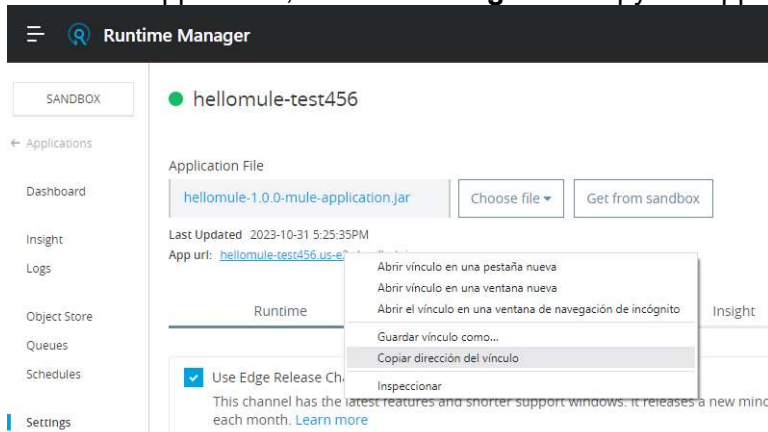 Runtime Manager
SANDBOX
hellomule-test456
← Applications
Application File
Dashboard
hellomule-1.0.0-mule-application.jar
Choose file
Get from sandbox
Last Updated 2023-10-31 5:25:35PM
Insight
App url: hellomule-test456.us-e
Abrir vínculo en una pestaña nueva
Logs
Abrir vínculo en una ventana nueva
Abrir el vínculo en una ventana de navegación de incógnito
Object Store
Runtime
Insight
Guardar vínculo como...
Queues
Copiar dirección del vínculo
Schedules
Use Edge Release Ch
Inspeccionar
This channel has the latest features and shorter support windows. It releases a new mino
Settings
each month. Learn more